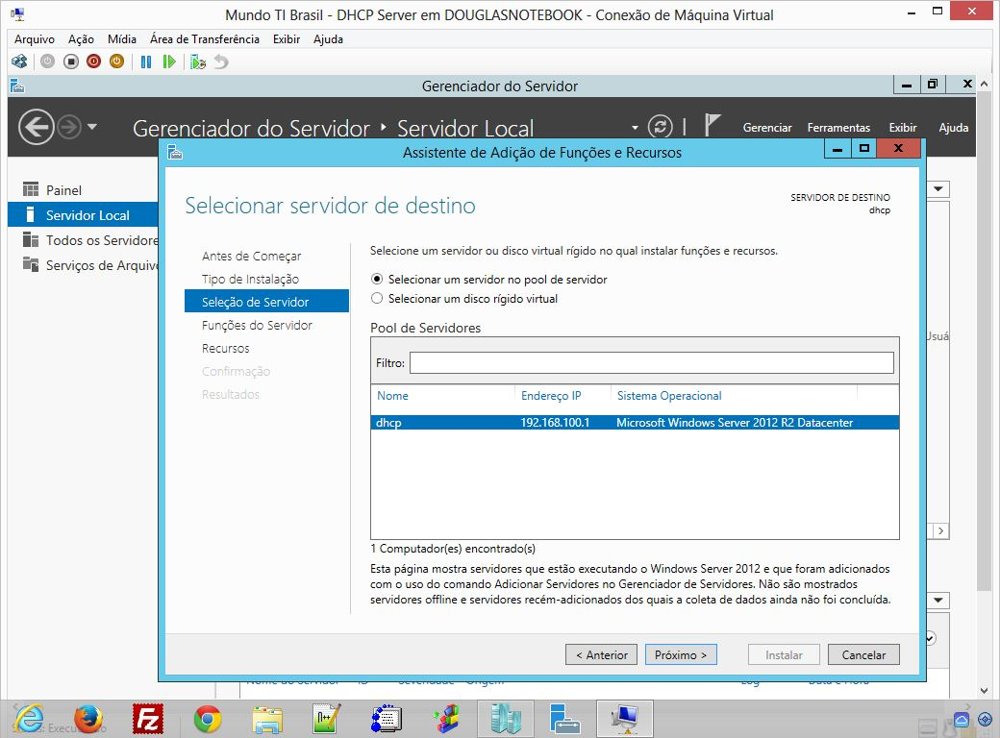 Mundo TI Brasil - DHCP Server em DOUGLASNOTEBOOK - Conexão de Máquina Virtual
Arquivo Ação Mídia Área de Transferência Exibir Ajuda
Gerenciador do Servidor
Gerenciador do Servidor Servidor Local
Gerenciar Ferramentas Exibir Ajuda
Painel
Servidor Local
Todos os Servidore
Serviços de Arquiv
Assistente de Adição de Funções e Recursos
Selecionar servidor de destino
SERVIDOR DE DESTINO
dhcp
Antes de Começar
Tipo de Instalação
Seleção de Servidor
Funções do Servidor
Recursos
Confirmação
Resultados
Selecione um servidor ou disco virtual rígido no qual instalar funções e recursos.
Selecionar um servidor no pool de servidor
Selecionar um disco rígido virtual
Pool de Servidores
Filtro:
Nome Endereço IP Sistema Operacional
dhcp 192.168.100.1 Microsoft Windows Server 2012 R2 Datacenter
1 Computador(es) encontrado(s)
Esta página mostra servidores que estão executando o Windows Server 2012 e que foram adicionados
com o uso do comando Adicionar Servidores no Gerenciador de Servidores. Não são mostrados
servidores offline e servidores recém-adicionados dos quais a coleta de dados ainda não foi concluída.
< Anterior Próximo > Instalar Cancelar
Usuá